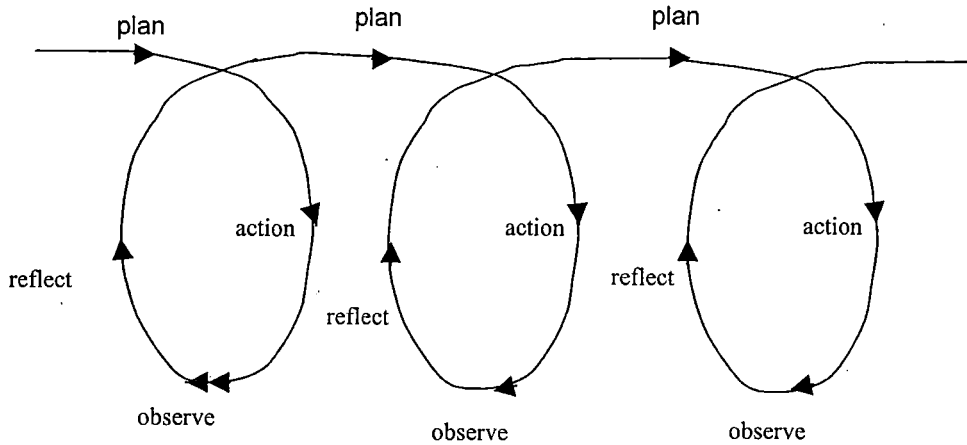 plan
plan
plan
action
action
action
reflect
reflect
reflect
observe
observe
observe